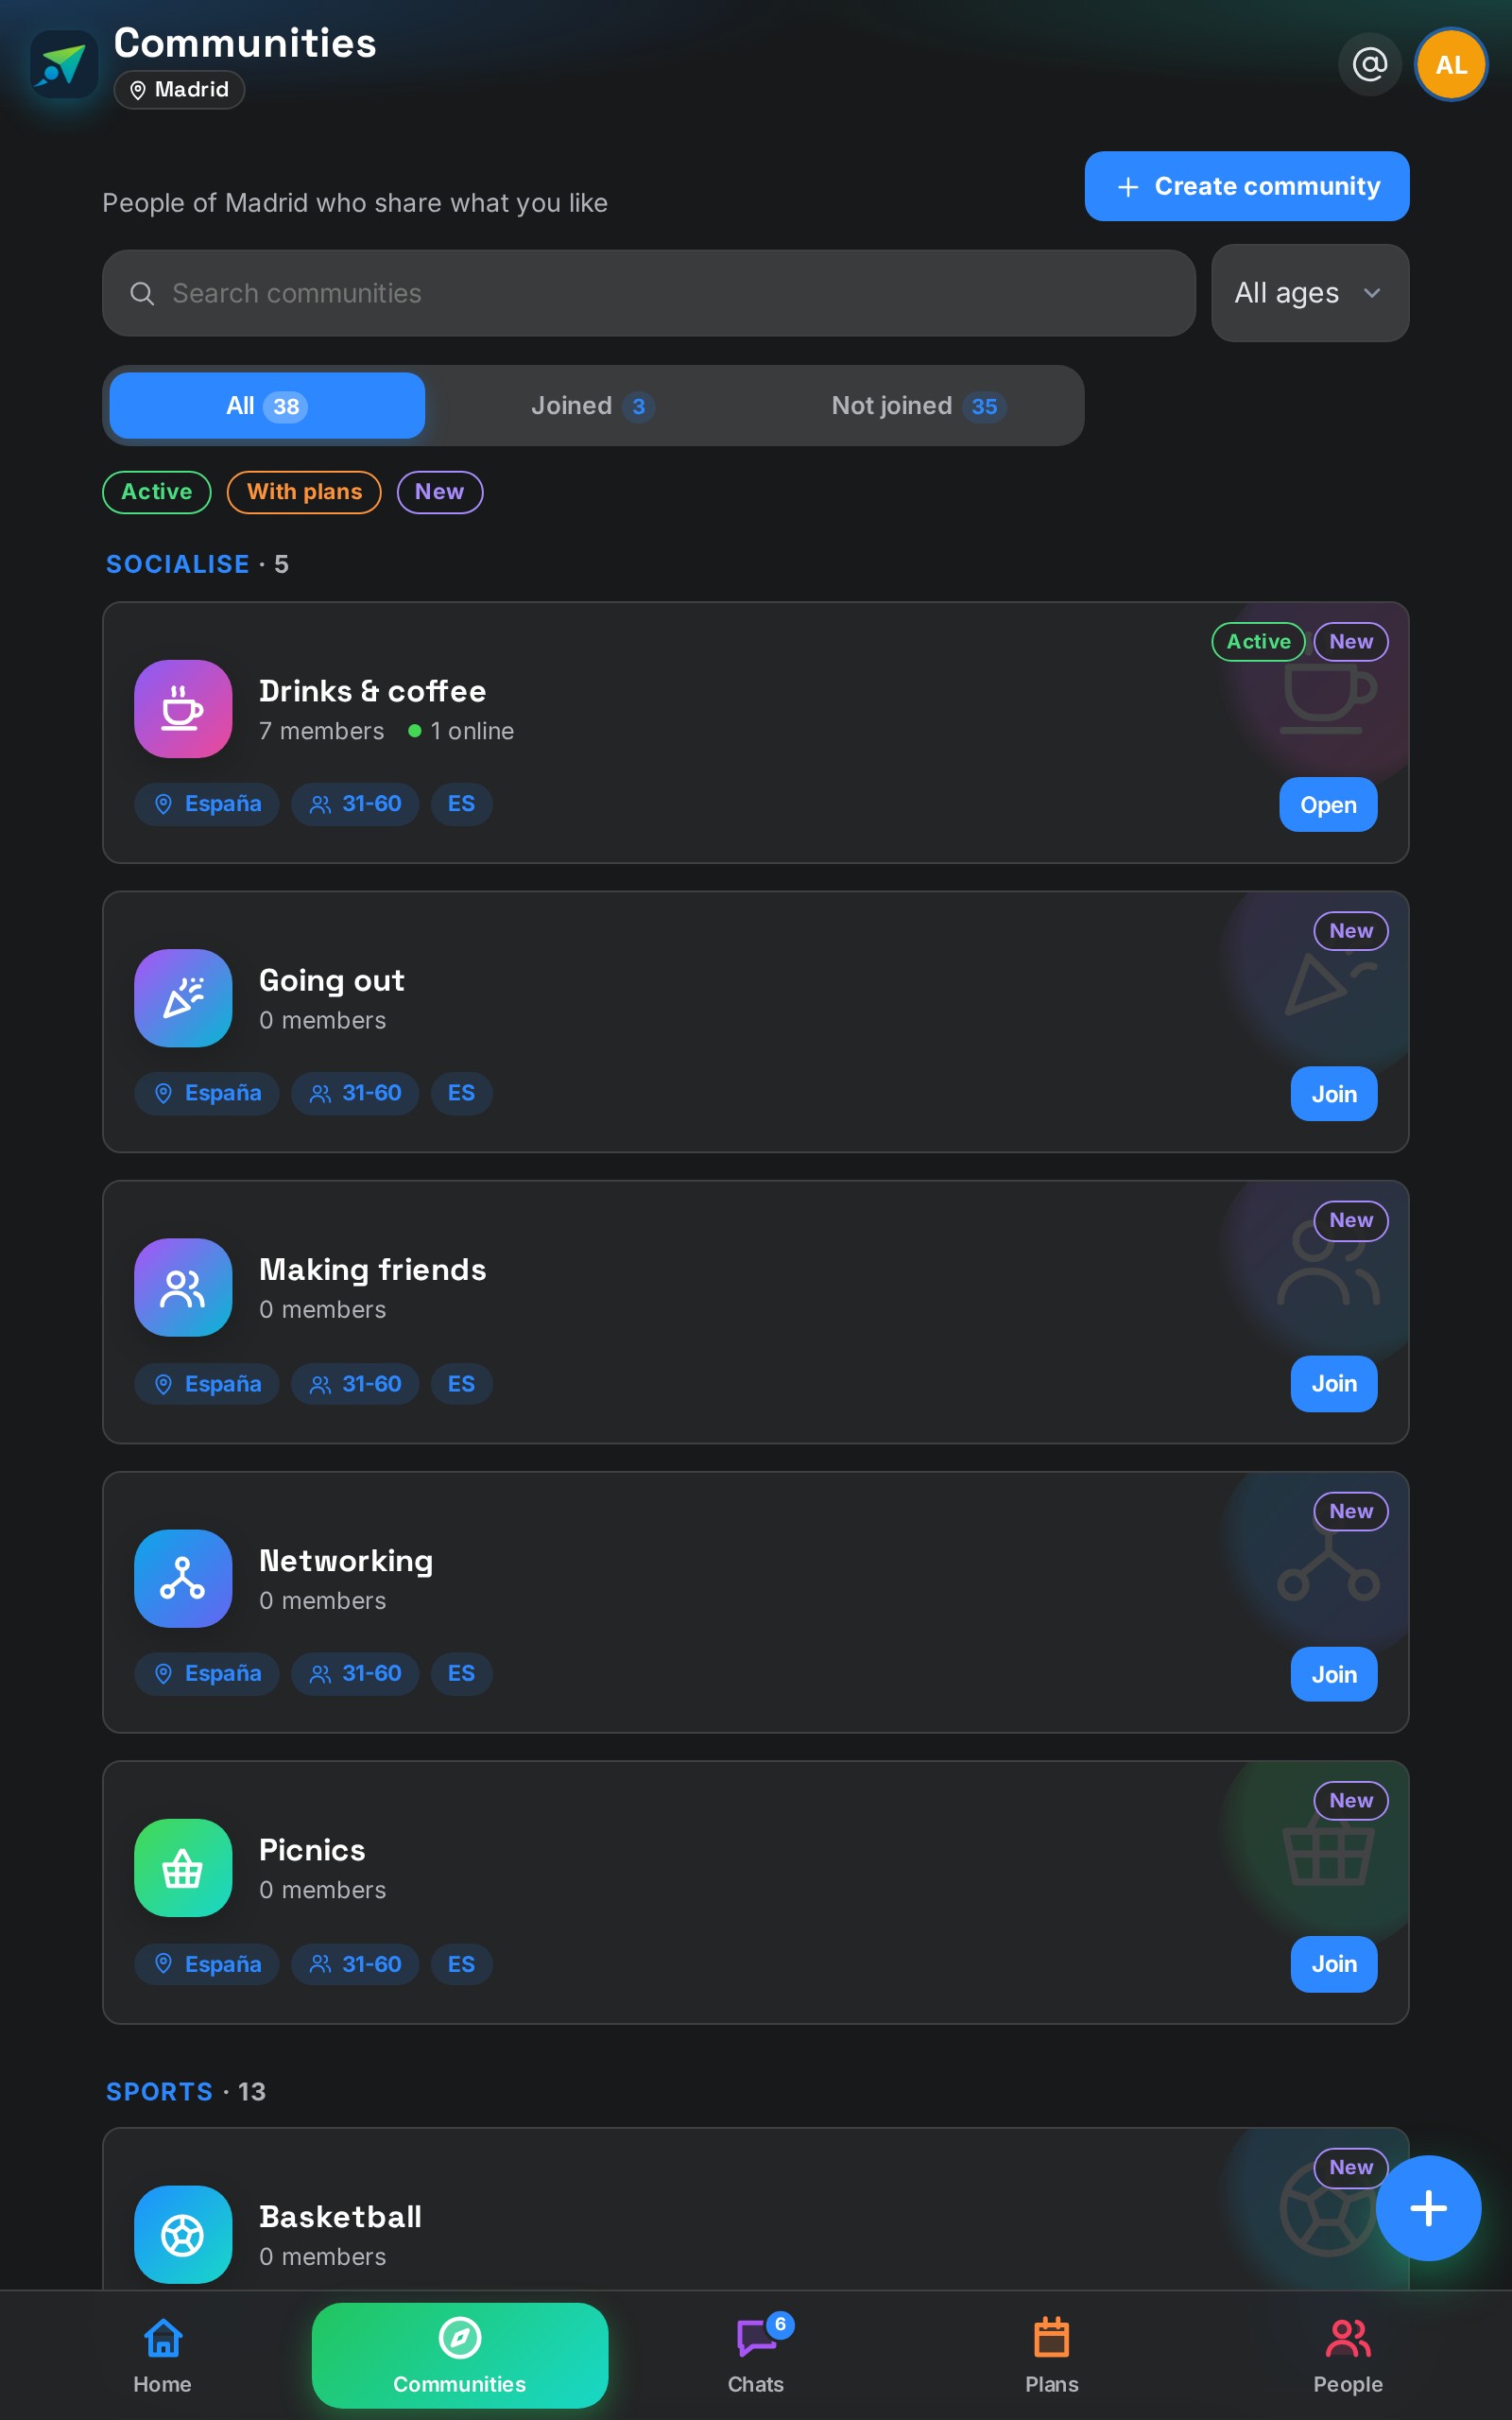 Communities
Madrid
AL
People of Madrid who share what you like
Create community
Search communities
All ages
All 38
Joined 3
Not joined 35
Active
With plans
New
SOCIALISE · 5
Active
New
Drinks & coffee
7 members
1 online
España
31-60
ES
Open
New
Going out
0 members
España
31-60
ES
Join
New
Making friends
0 members
España
31-60
ES
Join
New
Networking
0 members
España
31-60
ES
Join
New
Picnics
0 members
España
31-60
ES
Join
SPORTS · 13
New
Basketball
0 members
Home
Communities
6
Chats
Plans
People